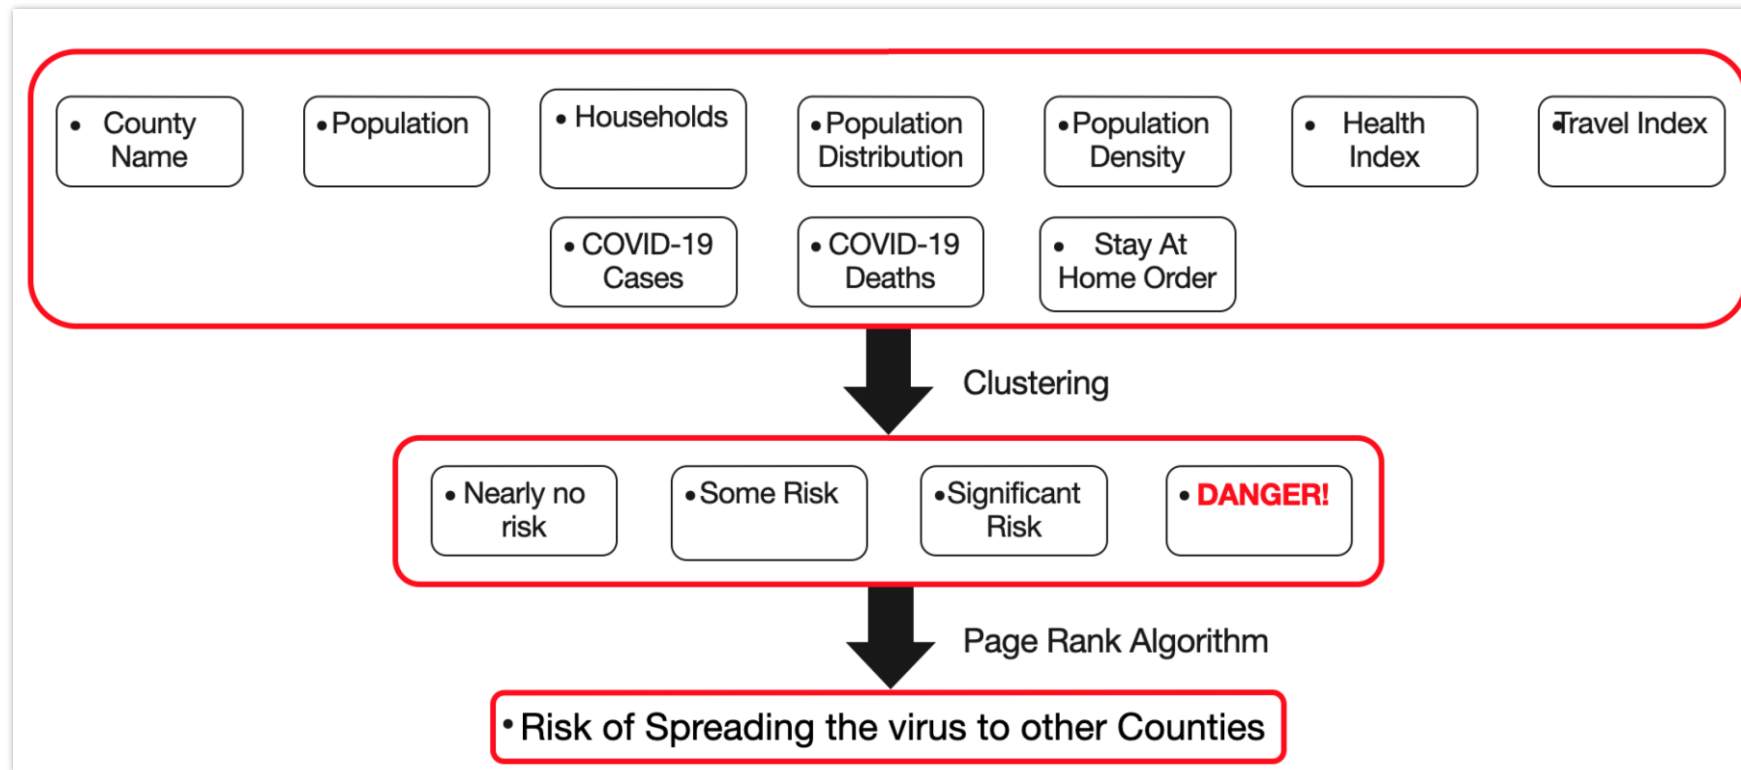 • County
Name
• Population
• Households
• Population
Distribution
• Population
Density
• Health
Index
• Travel Index
• COVID-19
Cases
• COVID-19
Deaths
• Stay At
Home Order
Clustering
• Nearly no
risk
• Some Risk
• Significant
Risk
• DANGER!
Page Rank Algorithm
• Risk of Spreading the virus to other Counties